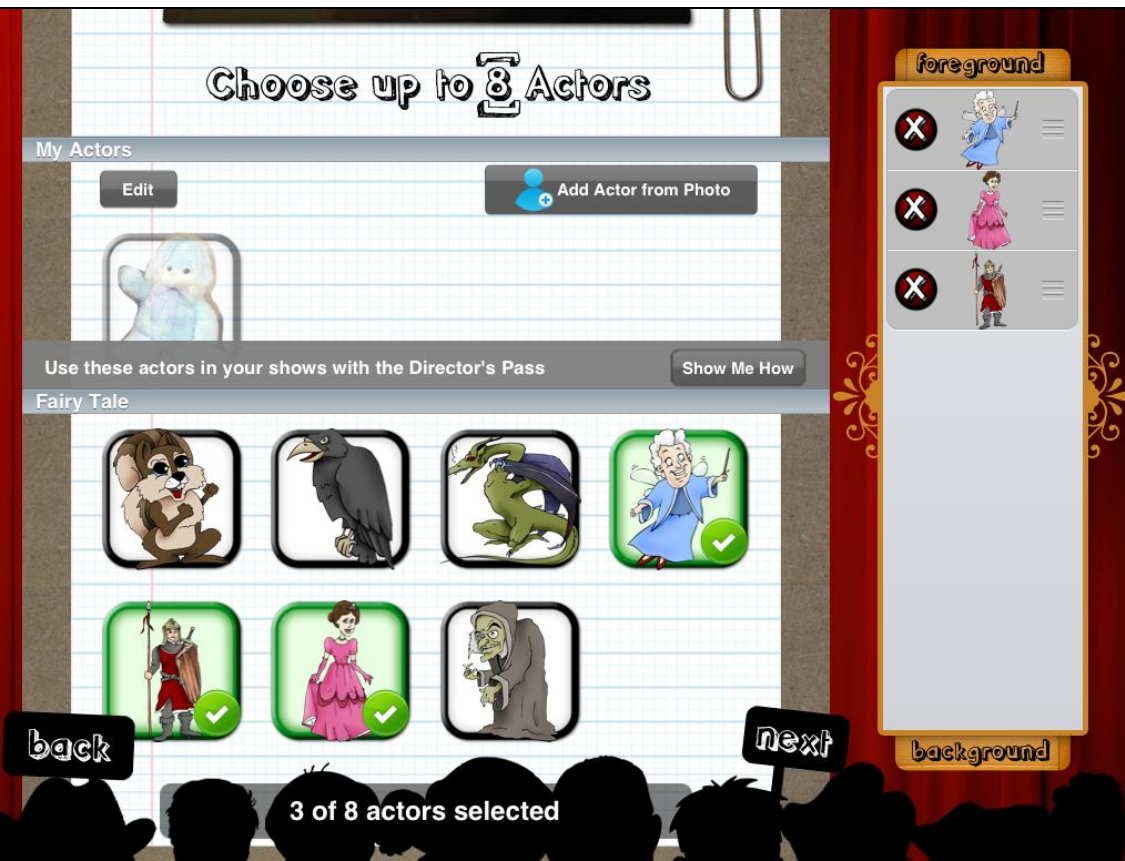 Choose up to 8 Actors
My Actors
Edit
Add Actor from Photo
Use these actors in your shows with the Director's Pass
Show Me How
Fairy Tale
back
next
3 of 8 actors selected
foreground
background